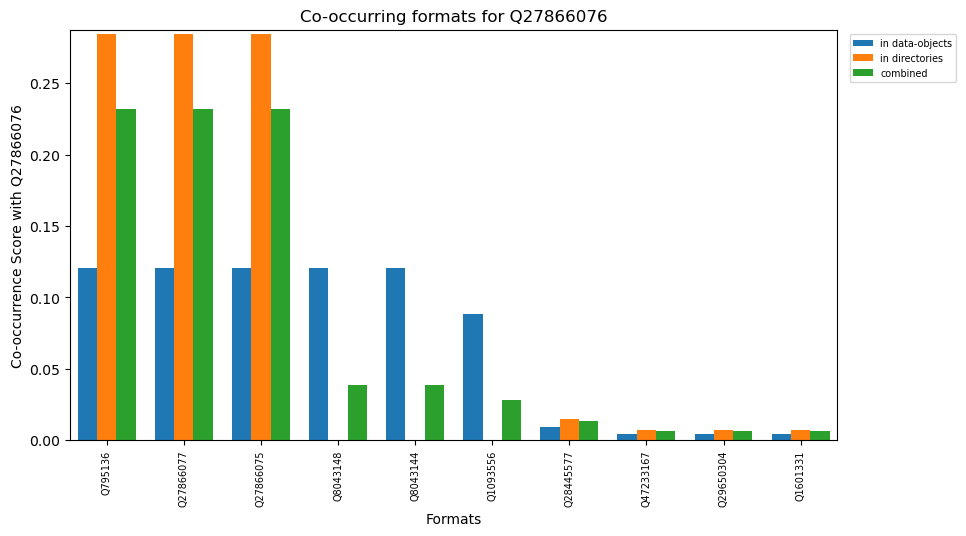 Co-occurring formats for Q27866076
in data-objects
in directories
combined
Co-occurrence Score with Q27866076
0.25
0.20
0.15
0.10
0.05
0.00
Q795136
Q27866077
Q27866075
Q8043148
Q8043144
Q1093556
Q28445577
Q47233167
Q29650304
Q1601331
Formats